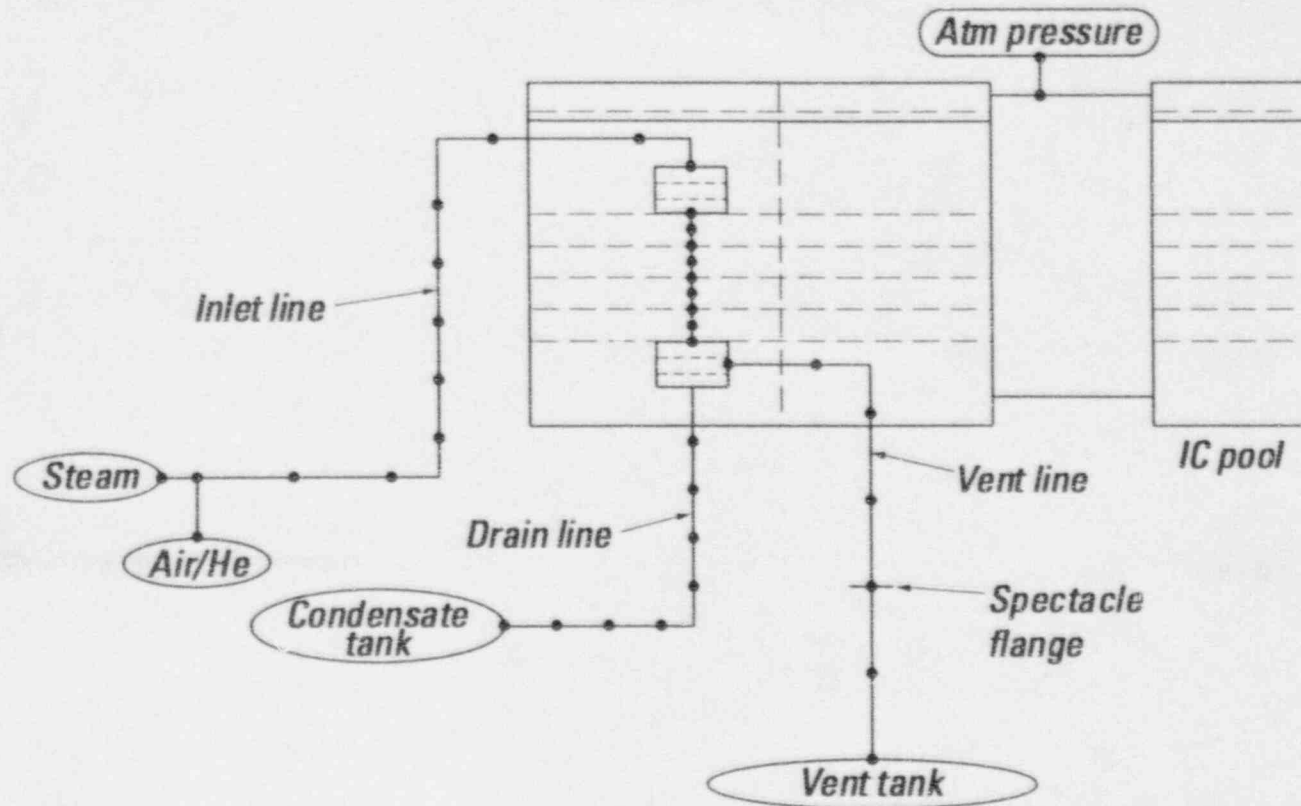 Atm pressure
Inlet line
Steam
Air/He
Drain line
Condensate
tank
Vent line
IC pool
Spectacle
flange
Vent tank